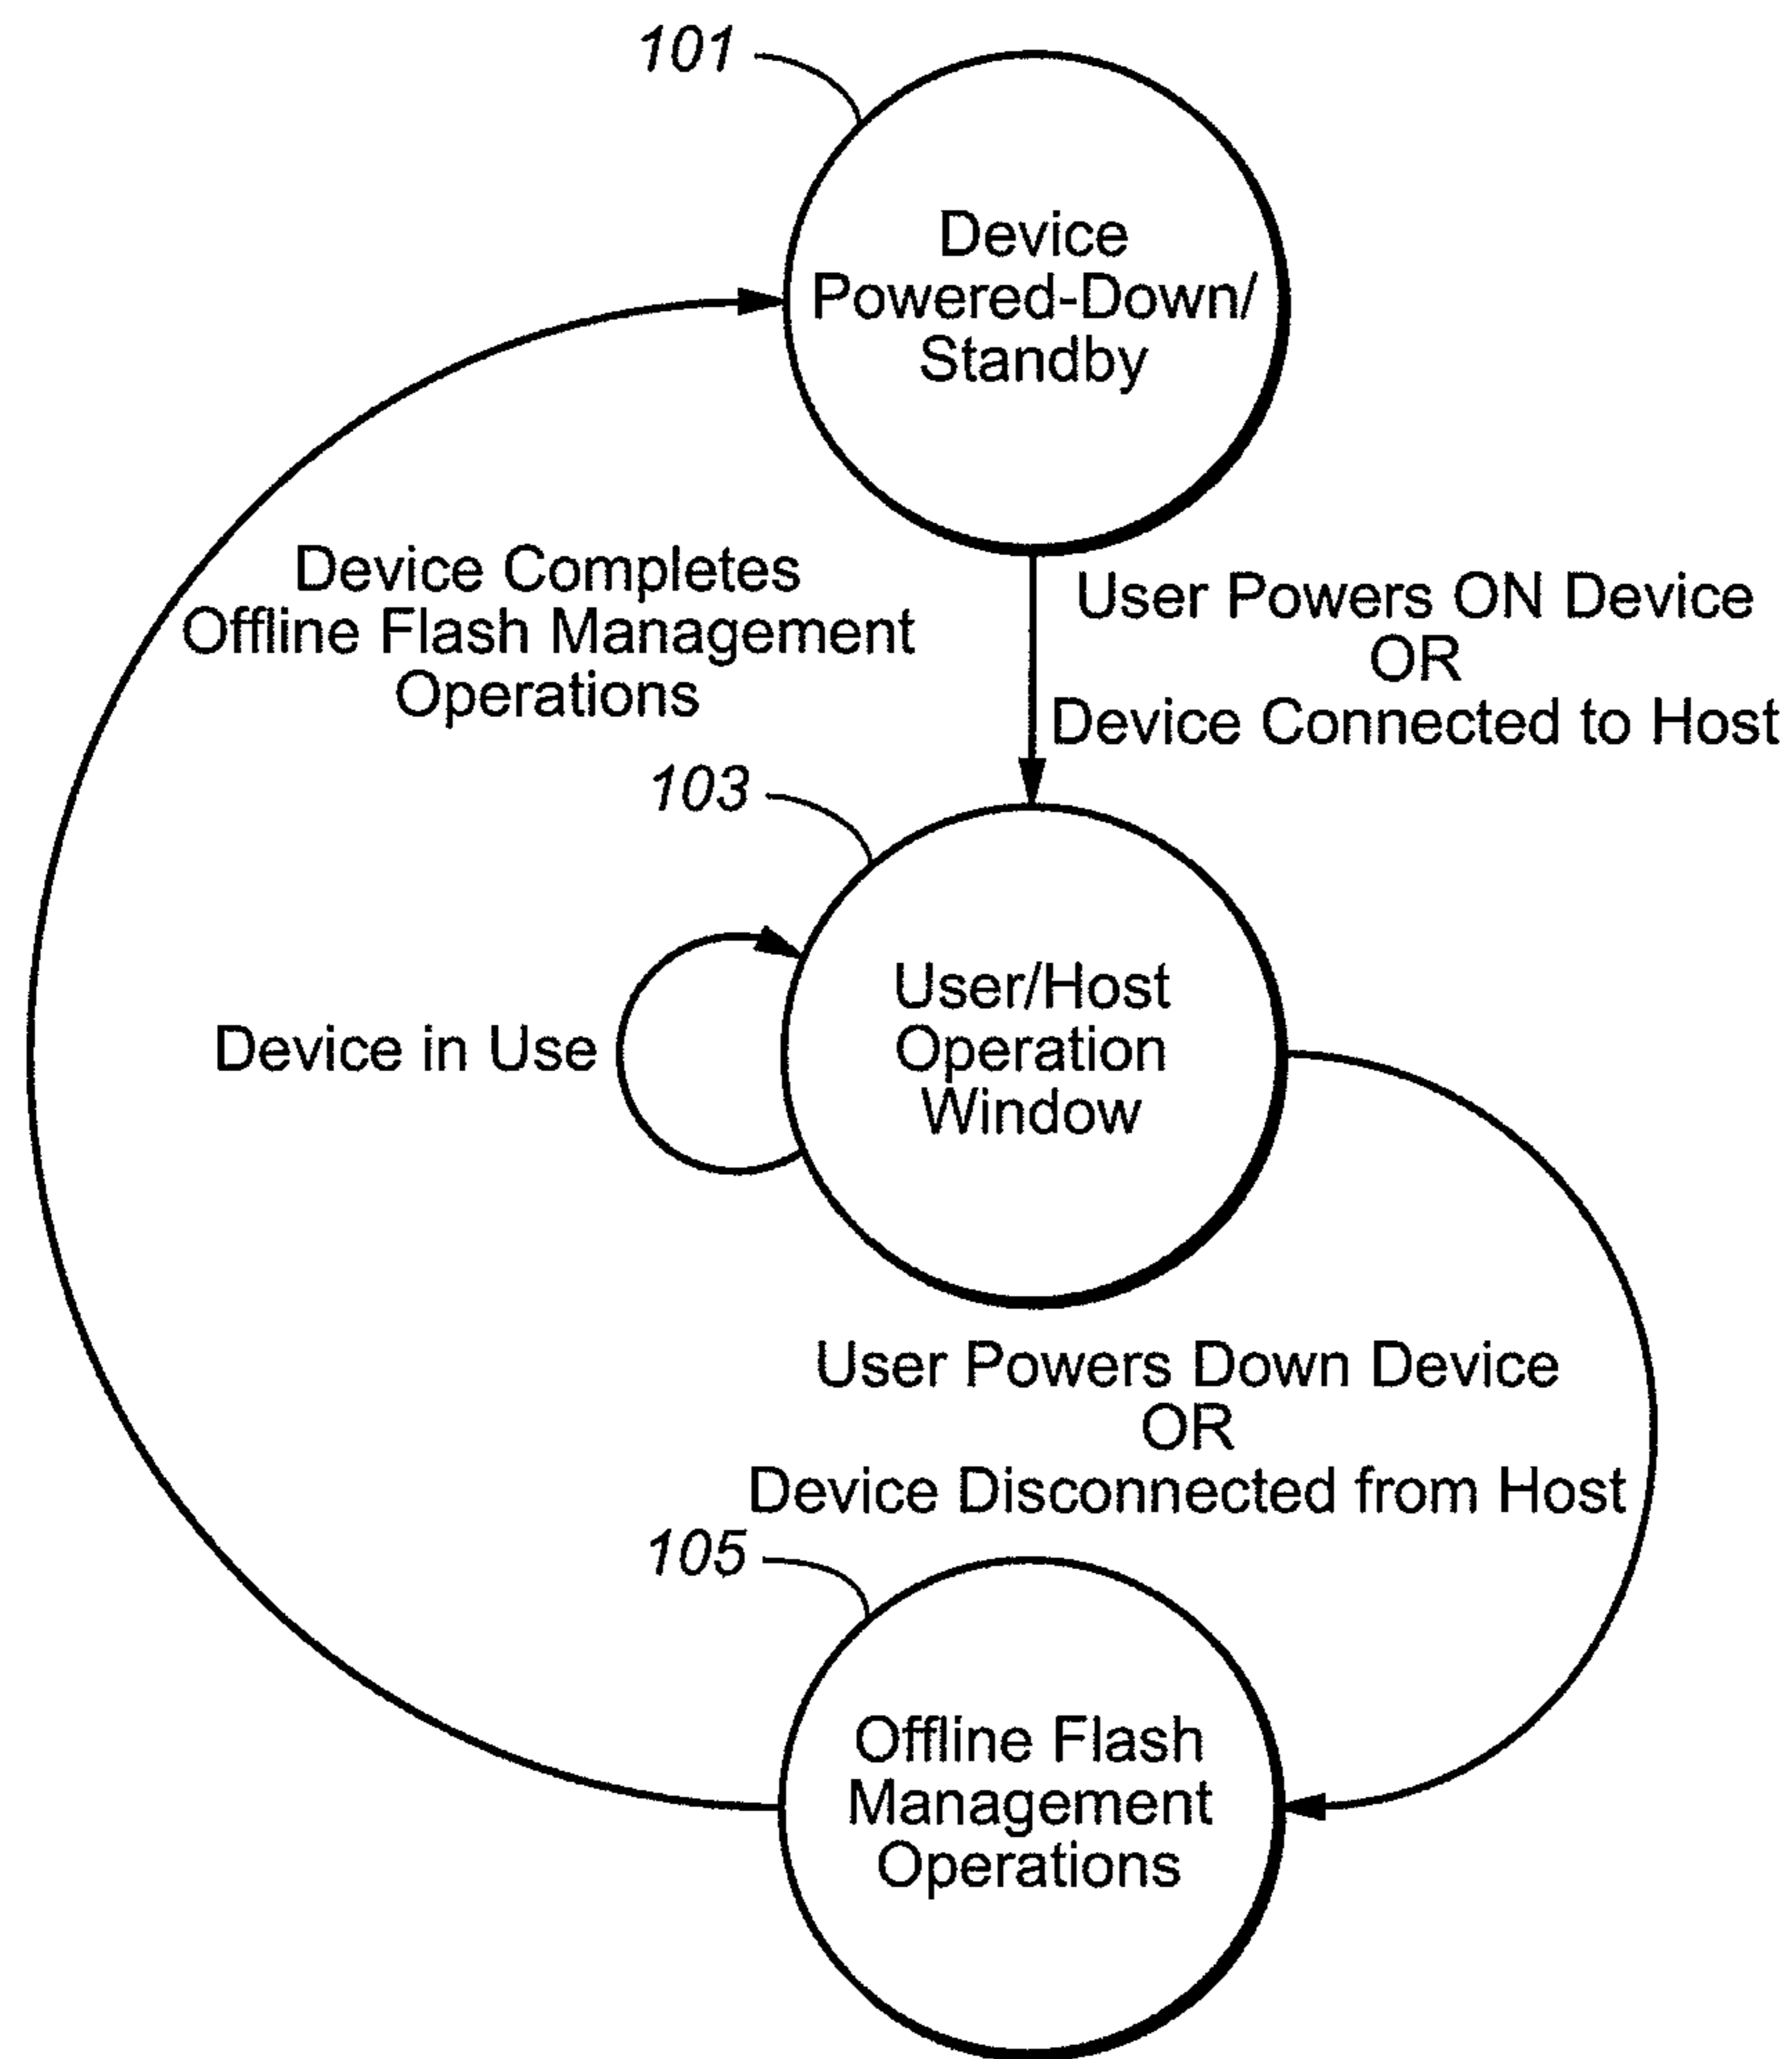 101
Device
Powered-Down/
Standby
Device Completes
Offline Flash Management
Operations
User Powers ON Device
OR
Device Connected to Host
103
User/Host
Operation
Window
Device in Use
User Powers Down Device
OR
Device Disconnected from Host
105
Offline Flash
Management
Operations